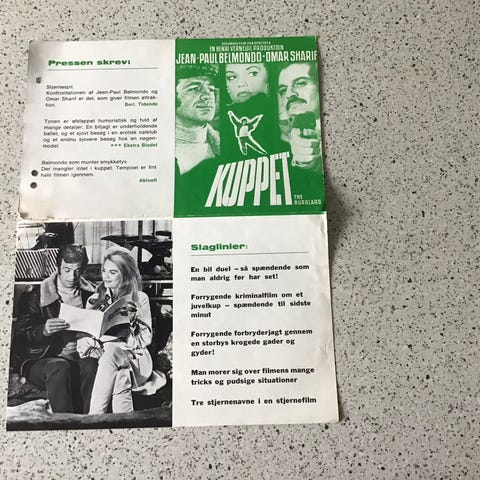 Pressen skrev:
Stjernespil.
Konfrontationen af Jean-Paul Belmondo og
Omar Sharif er det, som giver filmen attrak-
tion.
Berl. Tidende
Tonen er afslappet humoristisk og fuld af
mange detaljer. En biljagt er underholdende
ballet, og et sjovt besøg i en erotisk natklub
og et endnu sjovere besøg hos en nøgen-
model.
*** Ekstra Bladet
Belmondo som munter smykketyv.
Der mangler intet i kuppet. Tempoet er fint
hele filmen igennem.
Aktuelt
EN HENRI VERNEUIL PRODUKTION
JEAN-PAUL BELMONDO · OMAR SHARIF
KUPPET
THE
BURGLARS
Slaglinier:
En bil duel – så spændende som
man aldrig før har set!
Forrygende kriminalfilm om et
juvelkup – spændende til sidste
minut
Forrygende forbryderjagt gennem
en storbys krogede gader og
gyder!
Man morer sig over filmens mange
tricks og pudsige situationer
Tre stjernenavne i en stjernefilm